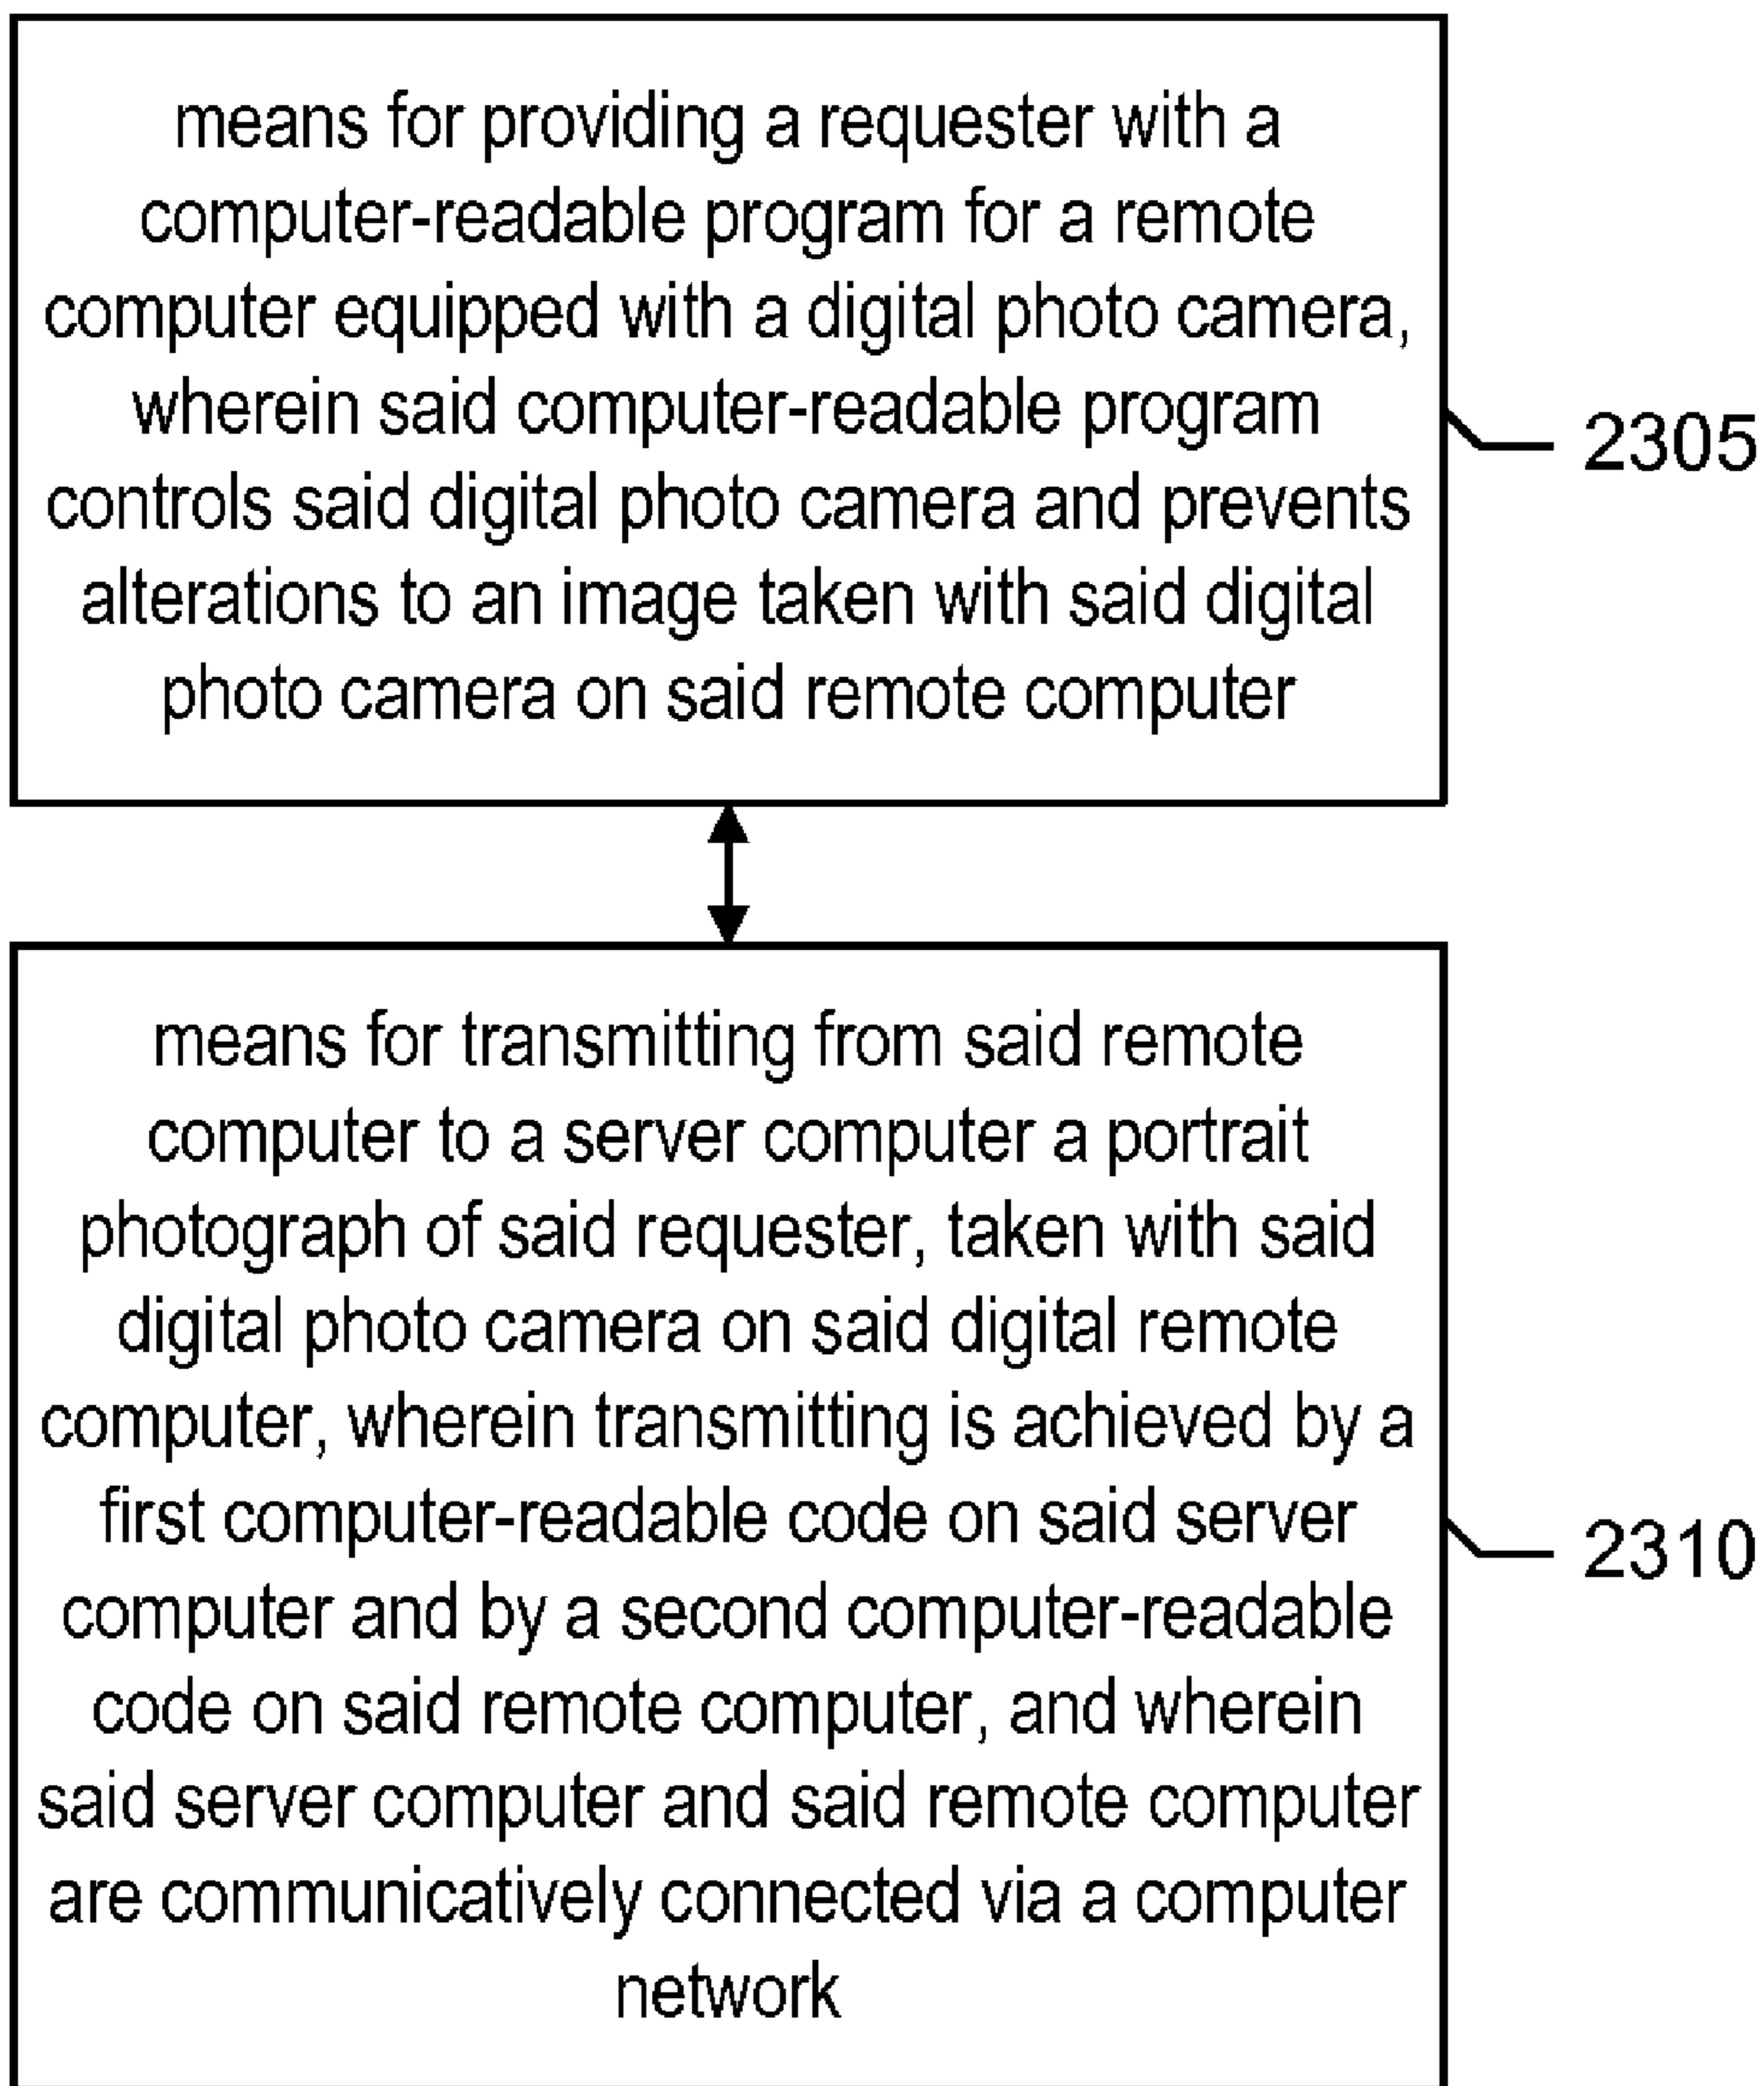 means for providing a requester with a
computer-readable program for a remote
computer equipped with a digital photo camera,
wherein said computer-readable program
controls said digital photo camera and prevents
alterations to an image taken with said digital
photo camera on said remote computer
2305
means for transmitting from said remote
computer to a server computer a portrait
photograph of said requester, taken with said
digital photo camera on said digital remote
computer, wherein transmitting is achieved by a
first computer-readable code on said server
computer and by a second computer-readable
code on said remote computer, and wherein
said server computer and said remote computer
are communicatively connected via a computer
network
2310